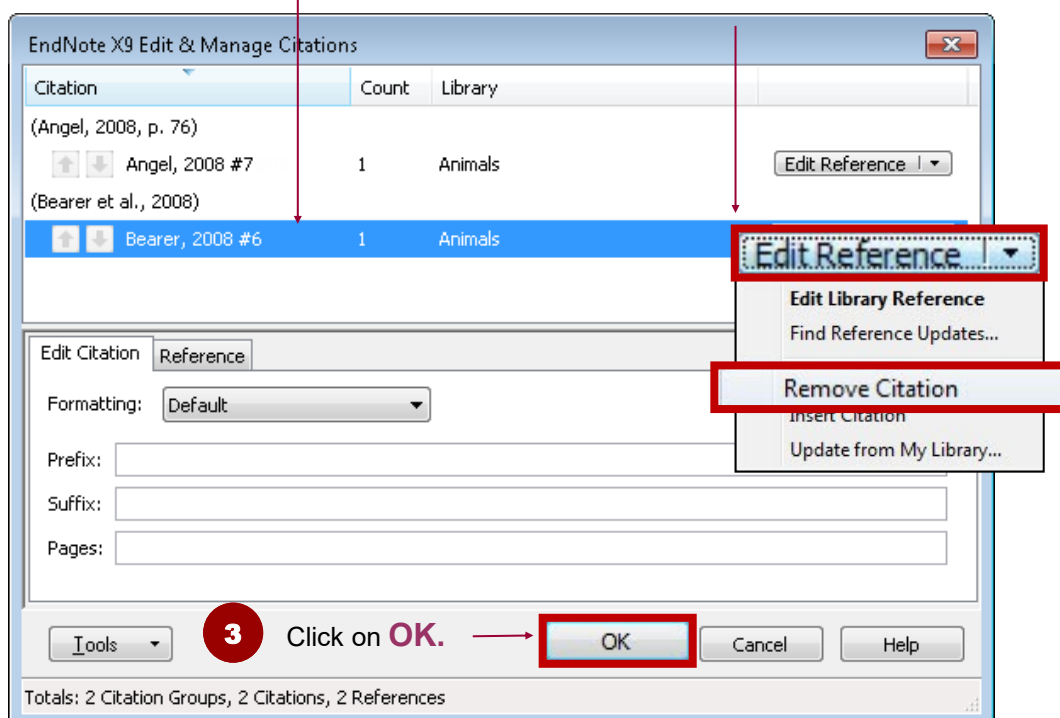 EndNote X9 Edit & Manage Citations
Citation Count Library
(Angel, 2008, p. 76)
Angel, 2008 #7 1 Animals Edit Reference
(Bearer et al., 2008)
Bearer, 2008 #6 1 Animals
Edit Reference
Edit Library Reference
Find Reference Updates...
Remove Citation
Insert Citation
Update from My Library...
Edit Citation Reference
Formatting: Default
Prefix:
Suffix:
Pages:
Tools 3 Click on OK. OK Cancel Help
Totals: 2 Citation Groups, 2 Citations, 2 References